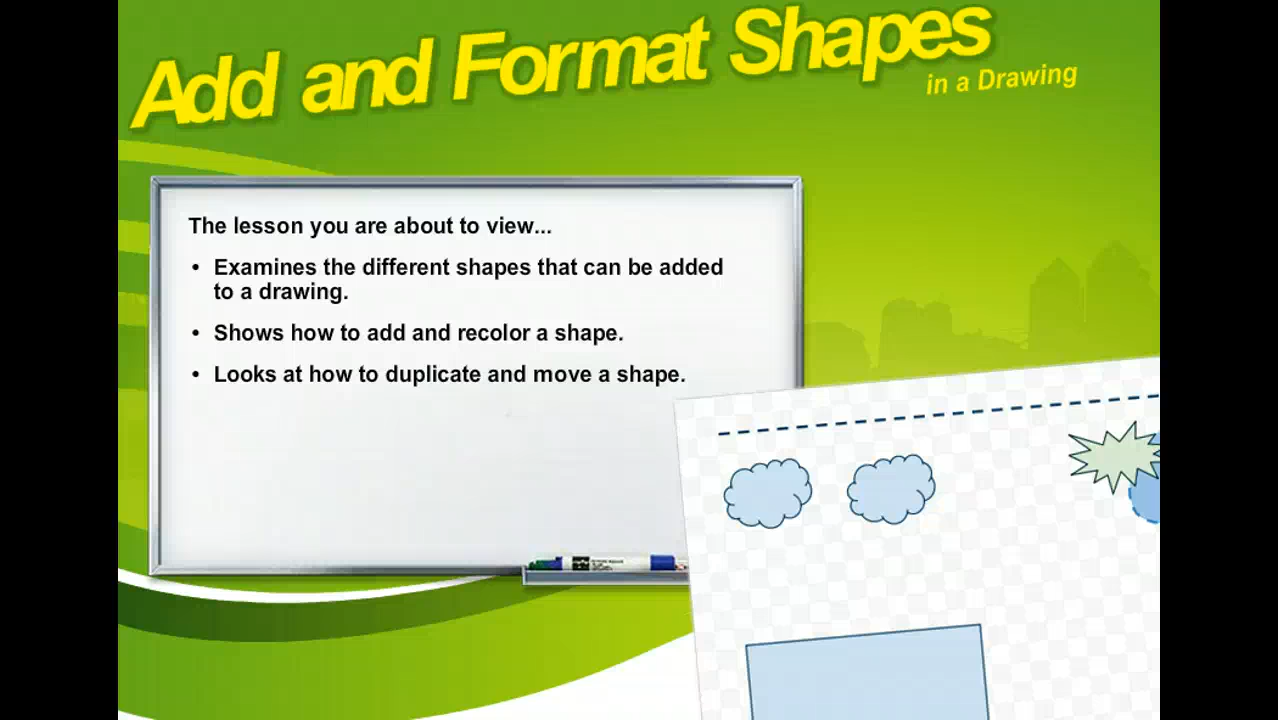 Add and Format Shapes
in a Drawing
The lesson you are about to view...
• Examines the different shapes that can be added
to a drawing.
• Shows how to add and recolor a shape.
• Looks at how to duplicate and move a shape.